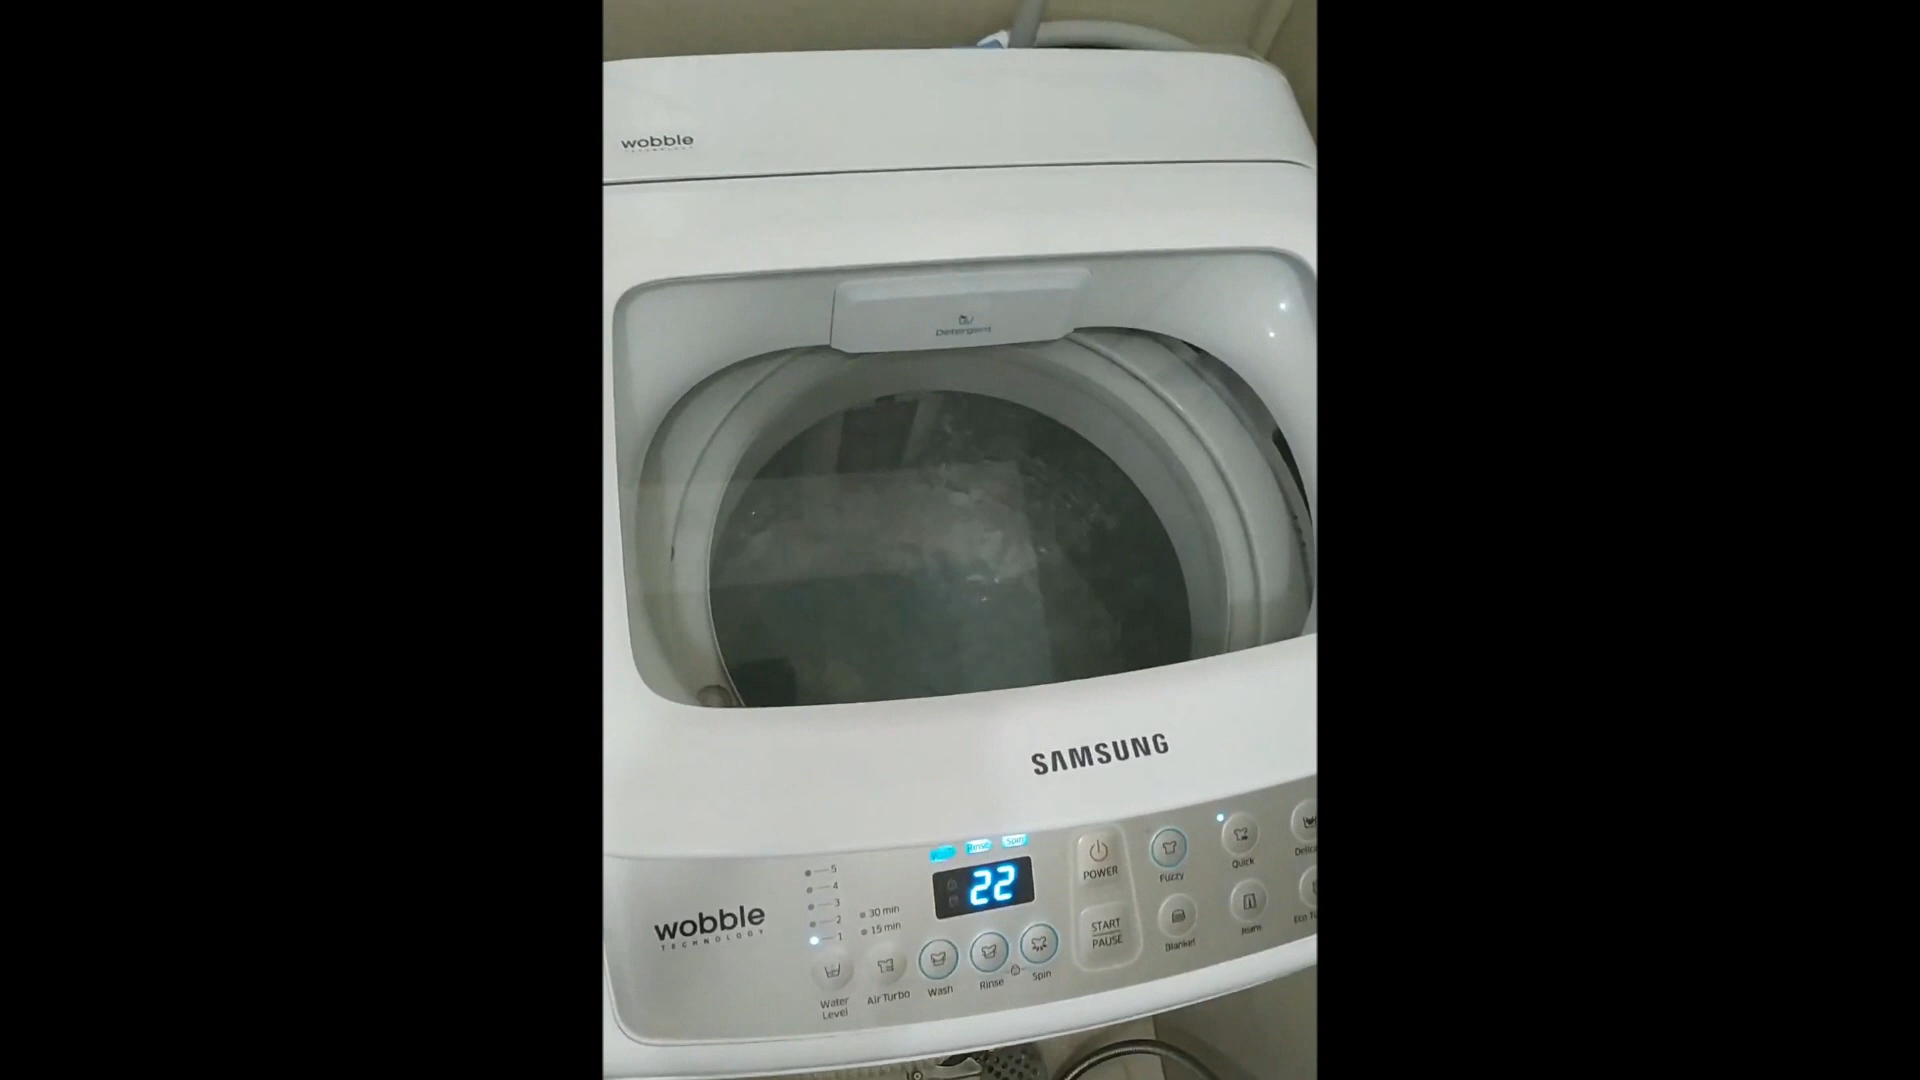 wobble
Detergent
SAMSUNG
Rinse
Spin
22
POWER
START
PAUSE
Fuzzy
Quick
Blanket
Jeans
5
4
3
2
1
30 min
15 min
wobble
TECHNOLOGY
Water
Level
Air Turbo
Wash
Rinse
Spin